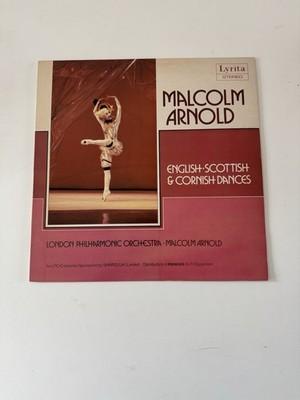 Lyrita
STEREO
MALCOLM
ARNOLD
ENGLISH·SCOTTISH
& CORNISH·DANCES
LONDON PHILHARMONIC ORCHESTRA·MALCOLM ARNOLD